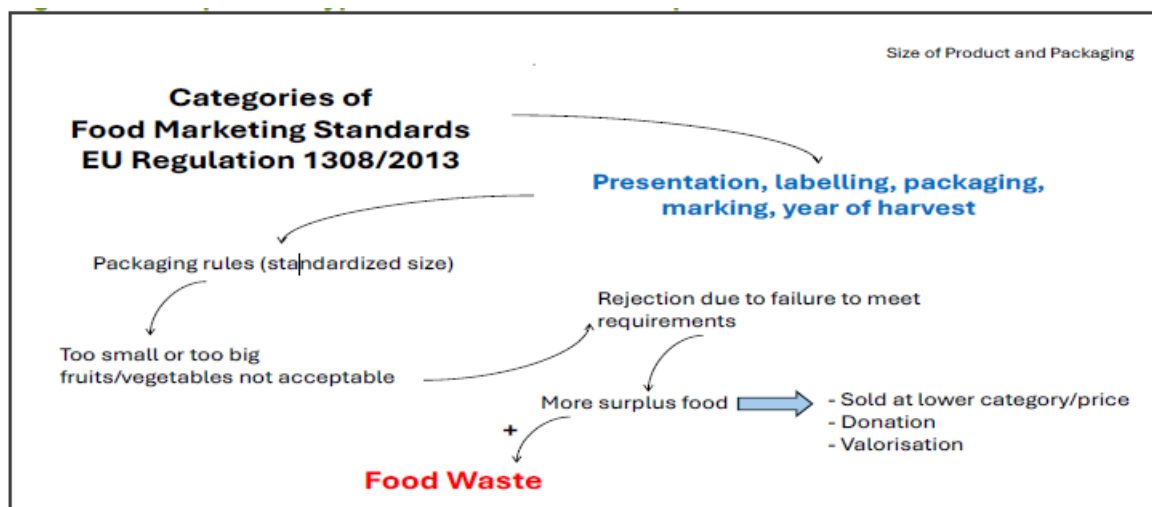 Size of Product and Packaging
Categories of
Food Marketing Standards
EU Regulation 1308/2013
Presentation, labelling, packaging,
marking, year of harvest
Packaging rules (standardized size)
Rejection due to failure to meet
requirements
Too small or too big
fruits/vegetables not acceptable
More surplus food
- Sold at lower category/price
- Donation
- Valorisation
+
Food Waste